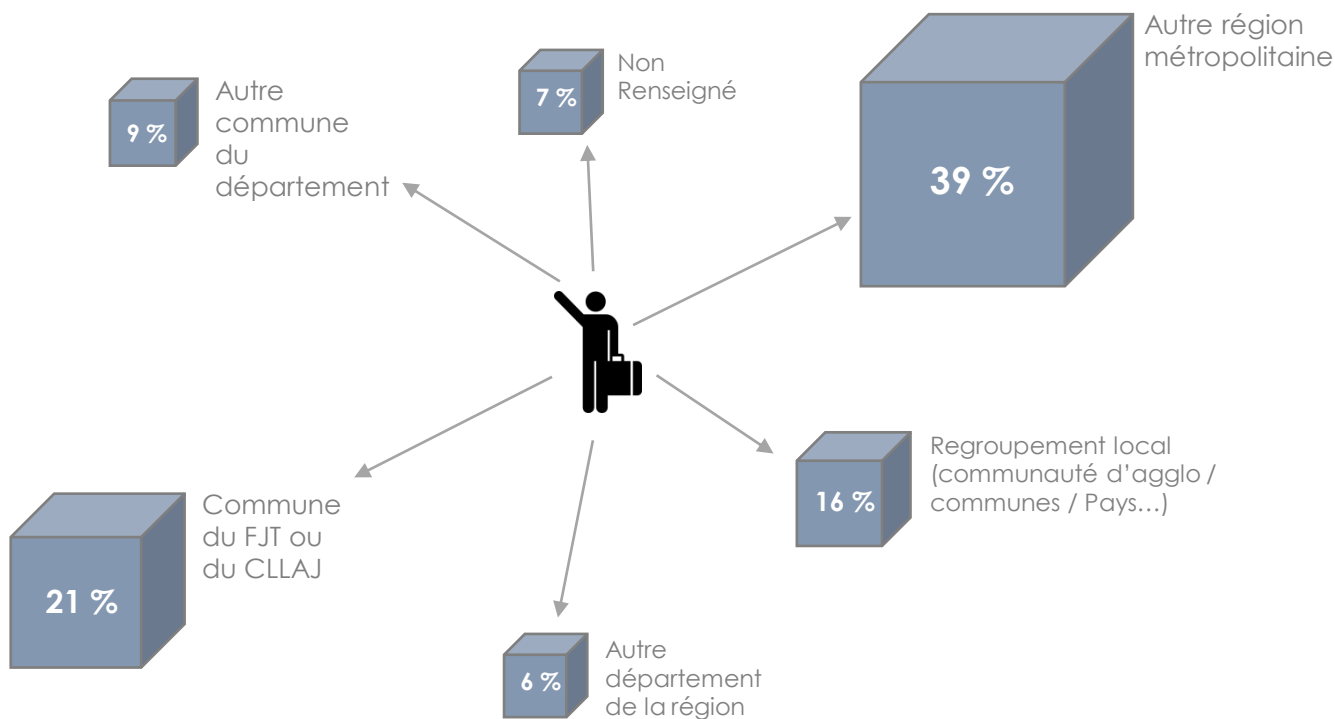 Autre région
métropolitaine
39 %
Non
Renseigné
7 %
Autre
commune
du
département
9 %
Regroupement local
(communauté d'agglo /
communes / Pays…)
16 %
Commune
du FJT ou
du CLLAJ
21 %
Autre
département
de la région
6 %